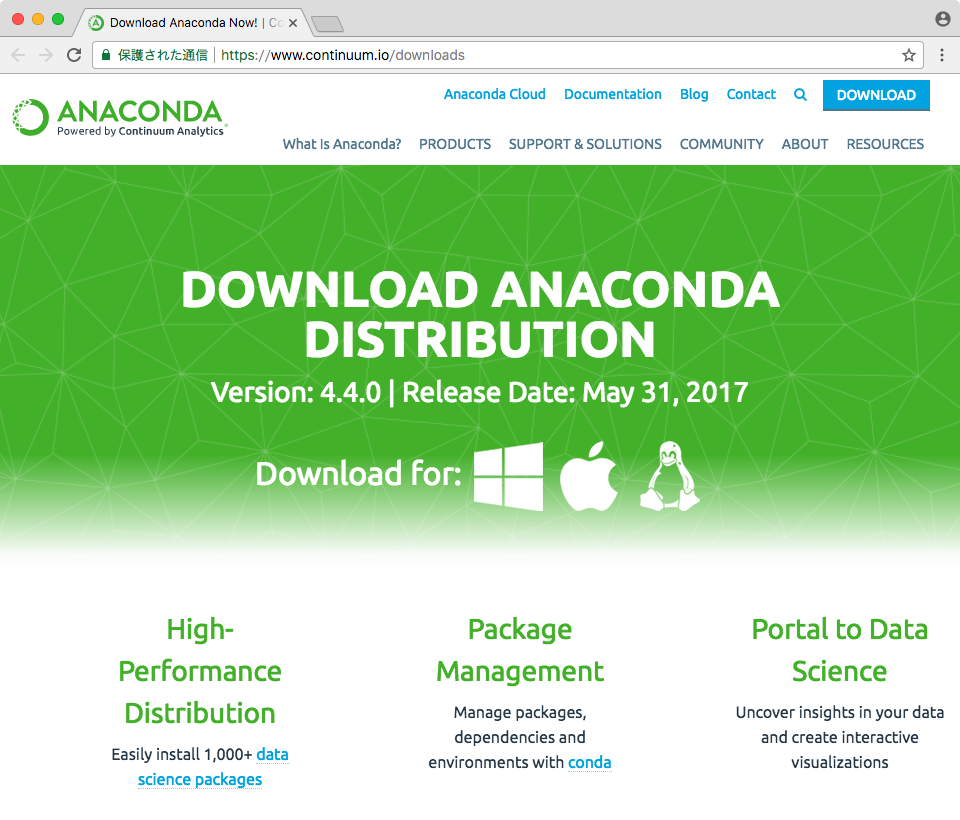 Download Anaconda Now! | Co
保護された通信 | https://www.continuum.io/downloads
Anaconda Cloud Documentation Blog Contact DOWNLOAD
ANACONDA
Powered by Continuum Analytics®
What Is Anaconda? PRODUCTS SUPPORT & SOLUTIONS COMMUNITY ABOUT RESOURCES
DOWNLOAD ANACONDA
DISTRIBUTION
Version: 4.4.0 | Release Date: May 31, 2017
Download for:
High-
Performance
Distribution
Easily install 1,000+ data
science packages
Package
Management
Manage packages,
dependencies and
environments with conda
Portal to Data
Science
Uncover insights in your data
and create interactive
visualizations